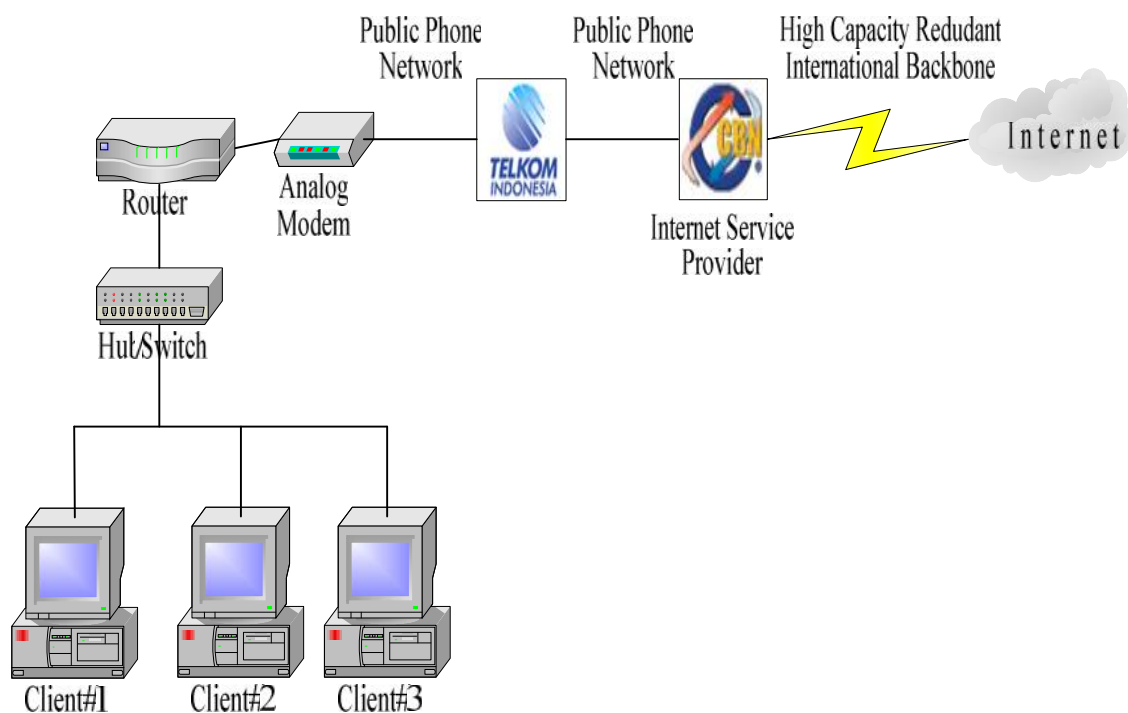 Public Phone
Network
Public Phone
Network
High Capacity Redudant
International Backbone
TELKOM
INDONESIA
CBN
Internet
Router
Analog
Modem
Internet Service
Provider
Hub/Switch
Client#1
Client#2
Client#3